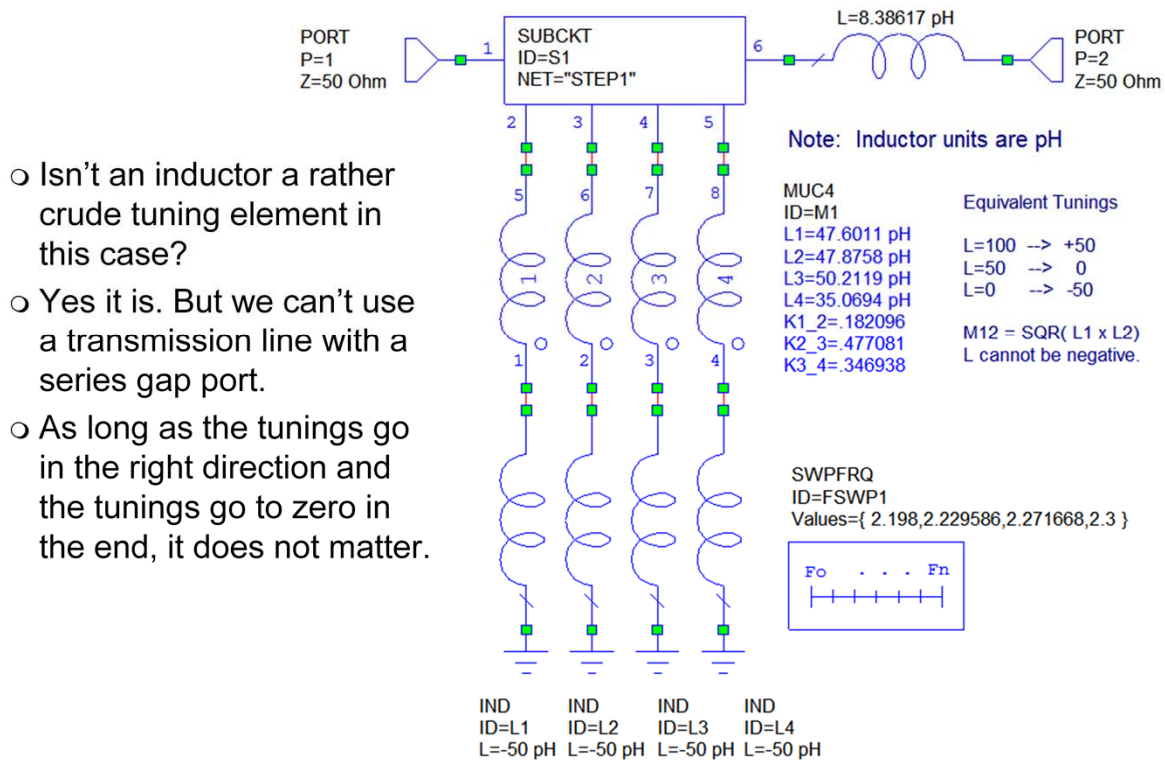 L=8.38617 pH
PORT
P=1
Z=50 Ohm
1
SUBCKT
ID=S1
NET="STEP1"
6
PORT
P=2
Z=50 Ohm
2 3 4 5
○ Isn’t an inductor a rather
crude tuning element in
this case?
○ Yes it is. But we can’t use
a transmission line with a
series gap port.
○ As long as the tunings go
in the right direction and
the tunings go to zero in
the end, it does not matter.
5 6 7 8
1 2 3 4
1 2 3 4
Note: Inductor units are pH
MUC4
ID=M1
L1=47.6011 pH
L2=47.8758 pH
L3=50.2119 pH
L4=35.0694 pH
K1_2=.182096
K2_3=.477081
K3_4=.346938
Equivalent Tunings
L=100 --> +50
L=50 --> 0
L=0 --> -50
M12 = SQR( L1 x L2)
L cannot be negative.
SWPFRQ
ID=FSWP1
Values={ 2.198,2.229586,2.271668,2.3 }
Fo . . . Fn
IND IND IND IND
ID=L1 ID=L2 ID=L3 ID=L4
L=-50 pH L=-50 pH L=-50 pH L=-50 pH